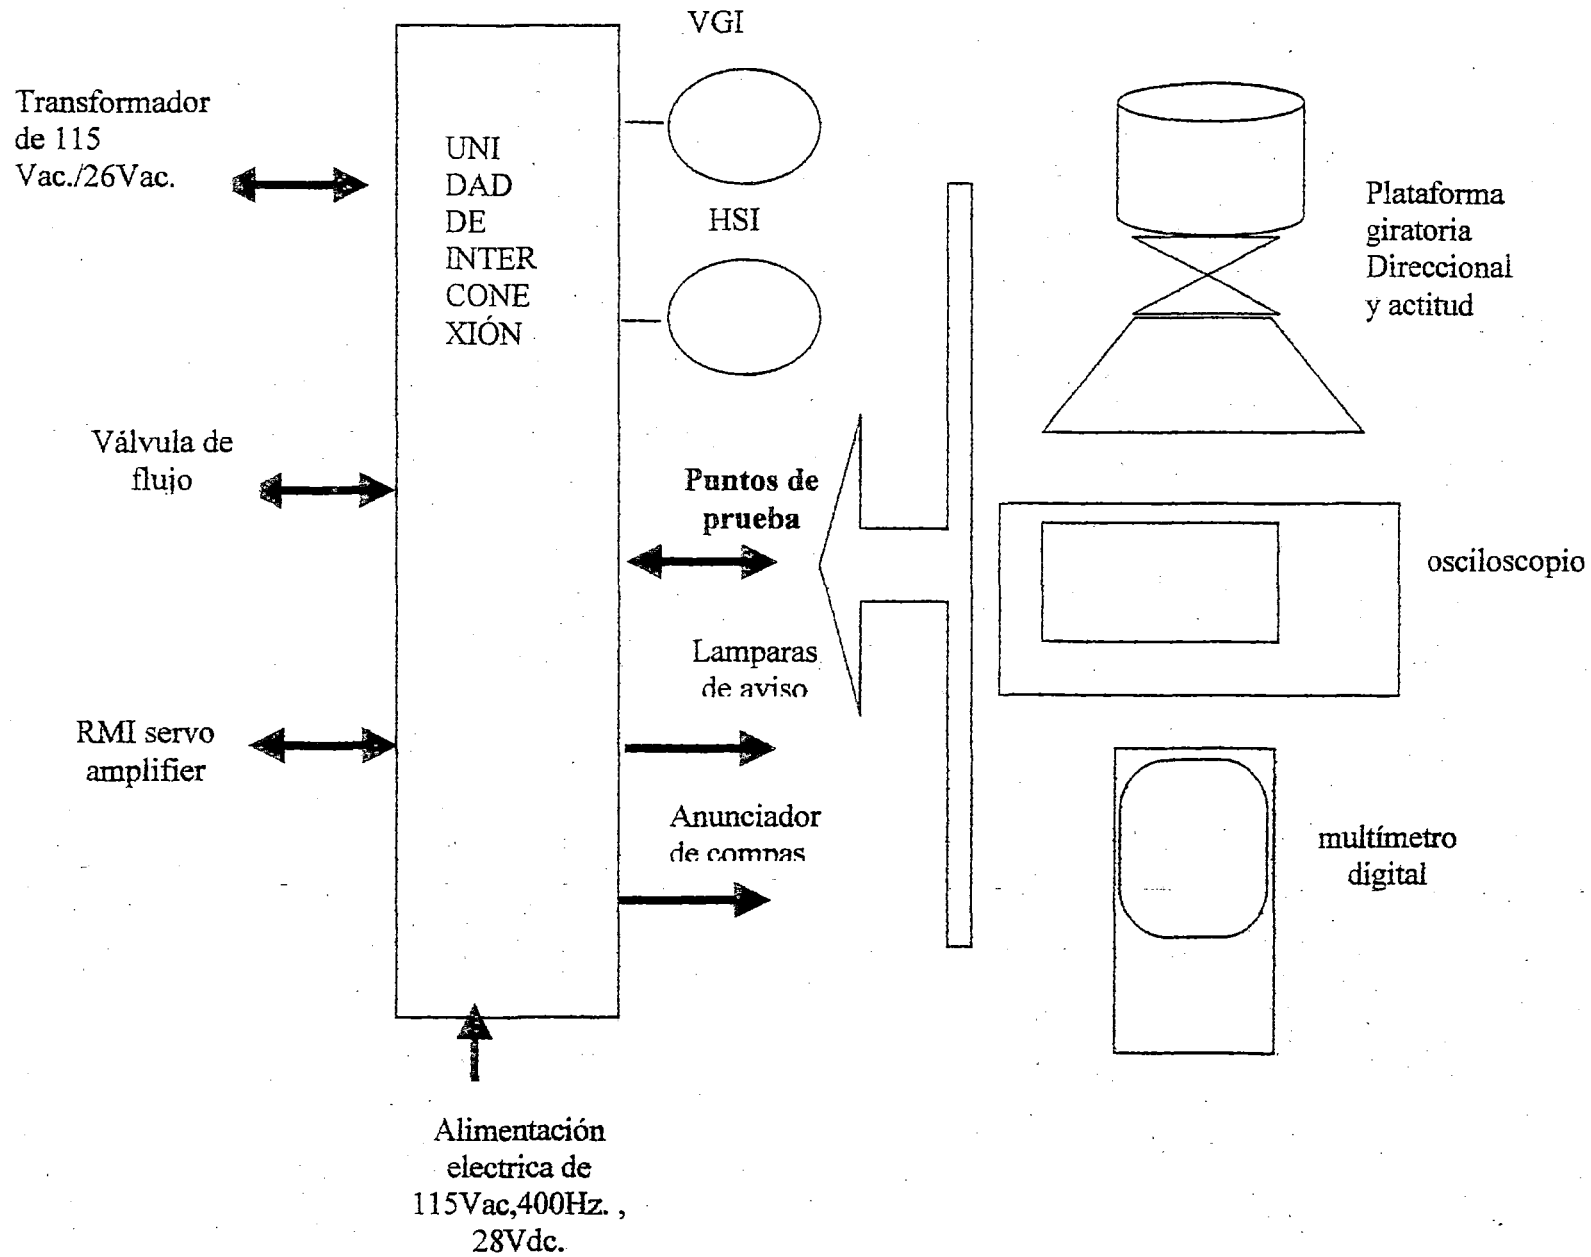 VGI
Transformador
de 115
Vac./26Vac.
UNI
DAD
DE
INTER
CONE
XIÓN
HSI
Plataforma
giratoria
Direccional
y actitud
Válvula de
flujo
Puntos de
prueba
osciloscopio
Lamparas
de aviso
RMI servo
amplifier
Anunciador
de compas
multímetro
digital
Alimentación
electrica de
115Vac,400Hz. ,
28Vdc.